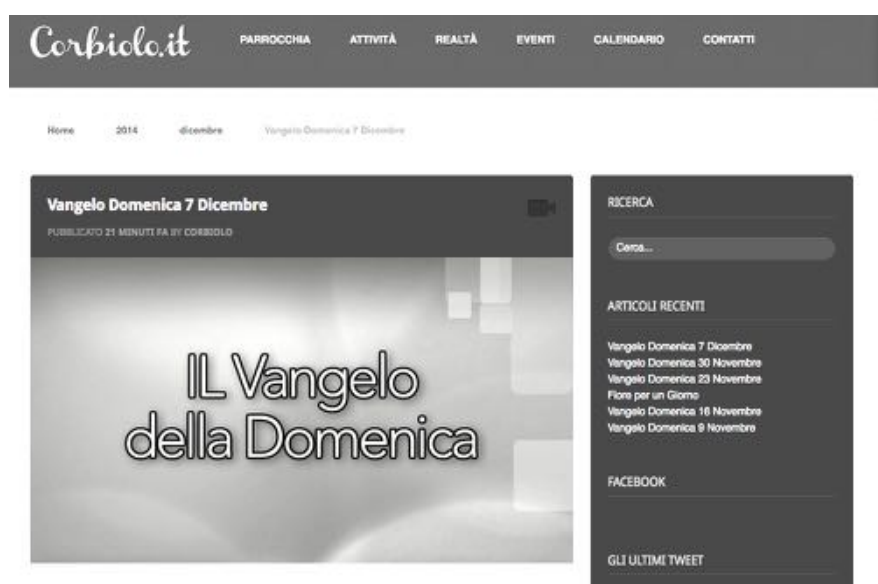 Corbiolo.it PARROCCHIA ATTIVITÀ REALTÀ EVENTI CALENDARIO CONTATTI
Home 2014 dicembre Vangelo Domenica 7 Dicembre
Vangelo Domenica 7 Dicembre
PUBBLICATO 21 MINUTI FA BY CORBIOLO
IL Vangelo
della Domenica
RICERCA
Cerca...
ARTICOLI RECENTI
Vangelo Domenica 7 Dicembre
Vangelo Domenica 30 Novembre
Vangelo Domenica 23 Novembre
Fiore per un Giorno
Vangelo Domenica 16 Novembre
Vangelo Domenica 9 Novembre
FACEBOOK
GLI ULTIMI TWEET